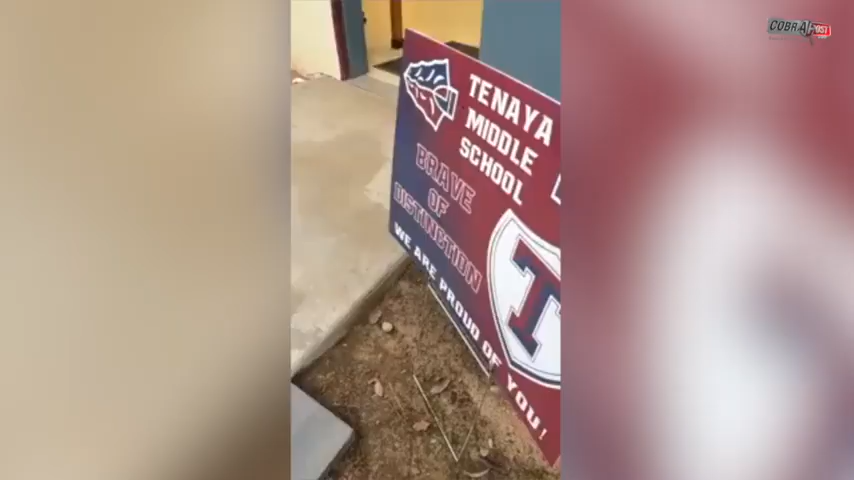 COBRA POST
TENAYA
MIDDLE
SCHOOL
BRAVE
OF
DISTINCTION
WE ARE PROUD OF YOU!
T